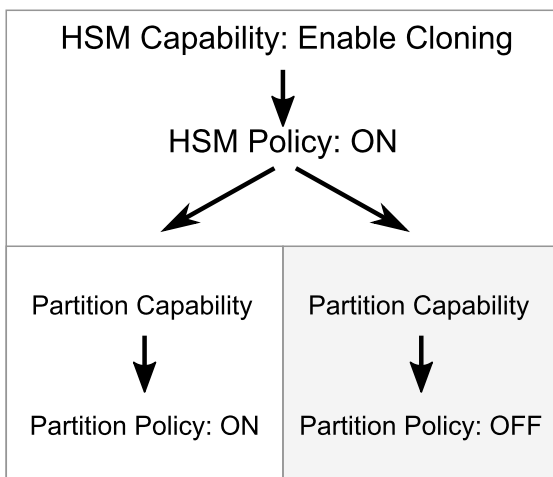 HSM Capability: Enable Cloning
HSM Policy: ON
Partition Capability
Partition Policy: ON
Partition Capability
Partition Policy: OFF